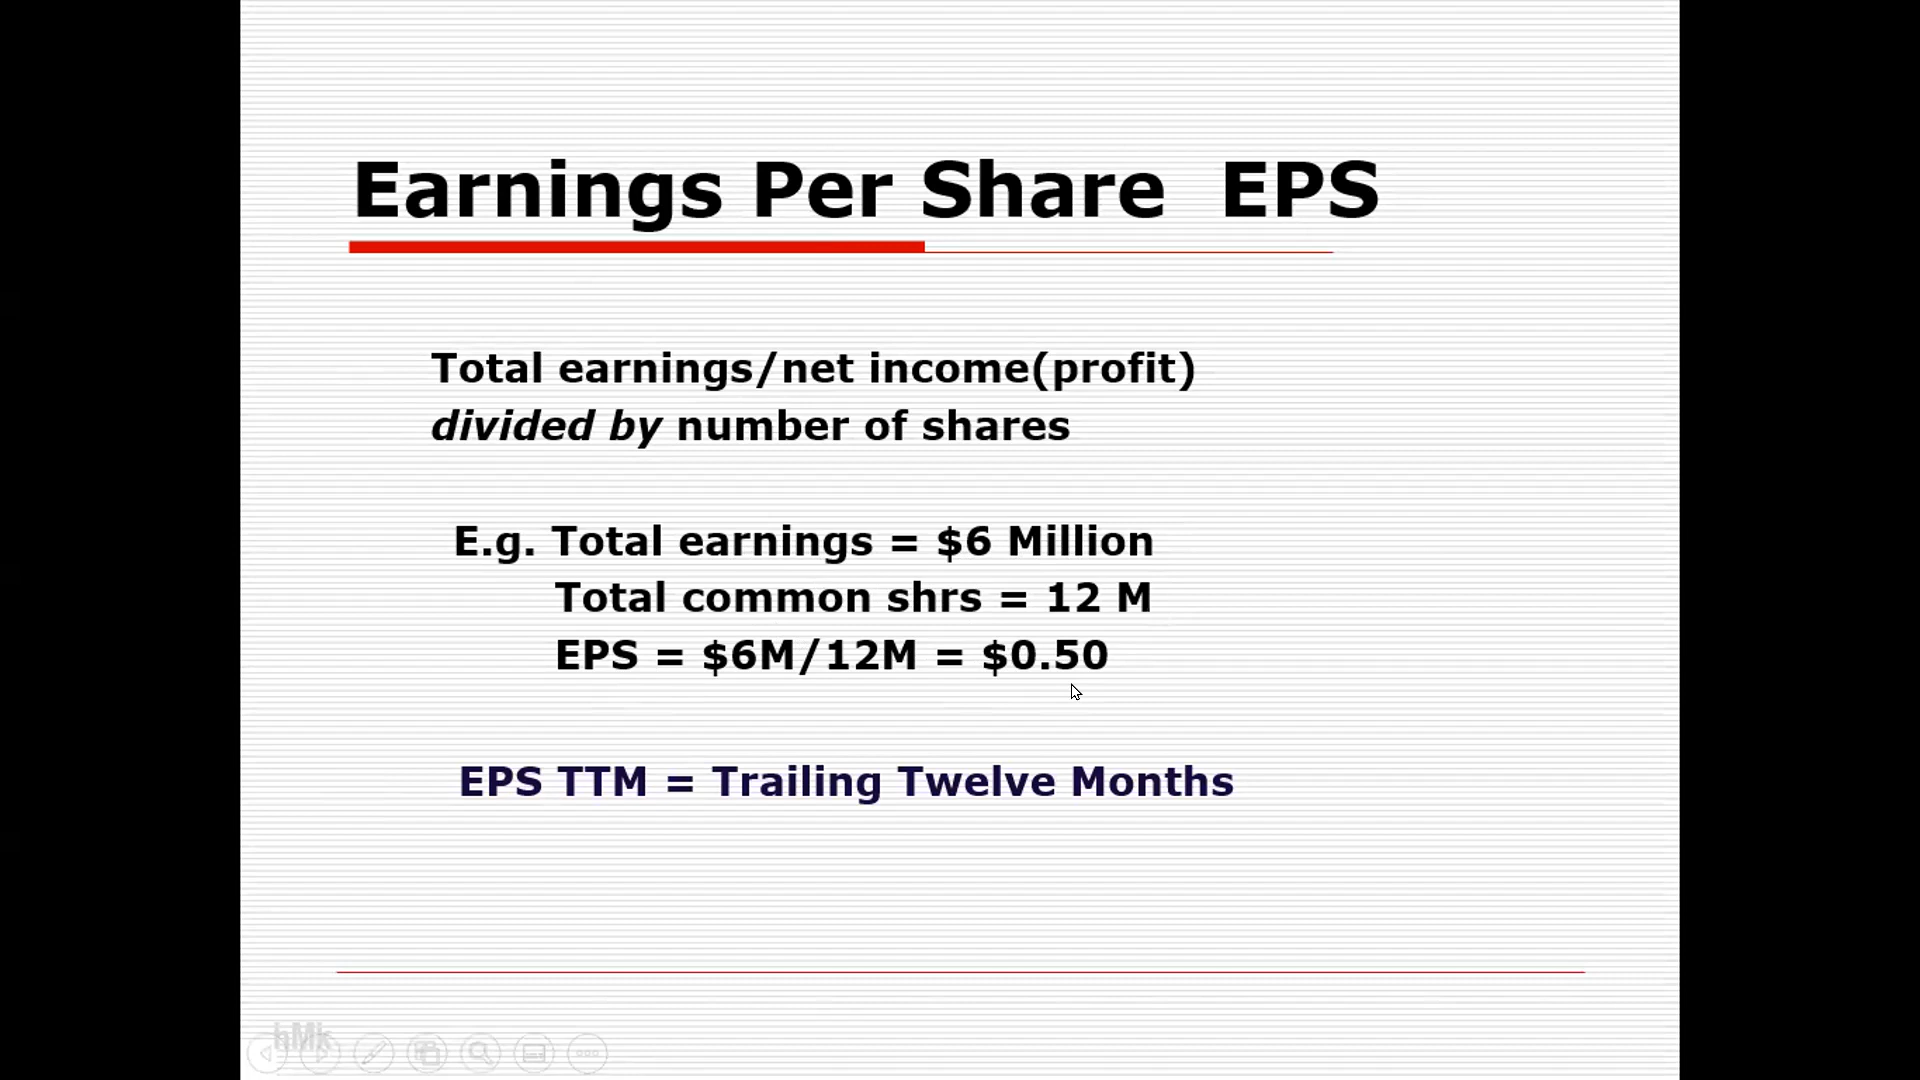 Earnings Per Share EPS
Total earnings/net income(profit)
divided by number of shares
E.g. Total earnings = $6 Million
Total common shrs = 12 M
EPS = $6M/12M = $0.50
EPS TTM = Trailing Twelve Months
hMk